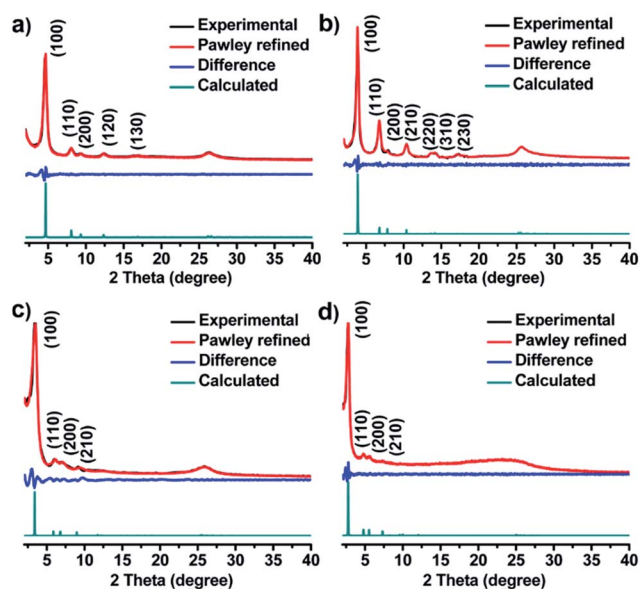 a)
(100)
Experimental
Pawley refined
Difference
Calculated
(110)
(200)
(120)
(130)
5 10 15 20 25 30 35 40
2 Theta (degree)
b)
(100)
Experimental
Pawley refined
Difference
Calculated
(110)
(200)
(210)
(220)
(310)
(230)
5 10 15 20 25 30 35 40
2 Theta (degree)
c)
(100)
Experimental
Pawley refined
Difference
Calculated
(110)
(200)
(210)
5 10 15 20 25 30 35 40
2 Theta (degree)
d)
(100)
Experimental
Pawley refined
Difference
Calculated
(110)
(200)
(210)
5 10 15 20 25 30 35 40
2 Theta (degree)